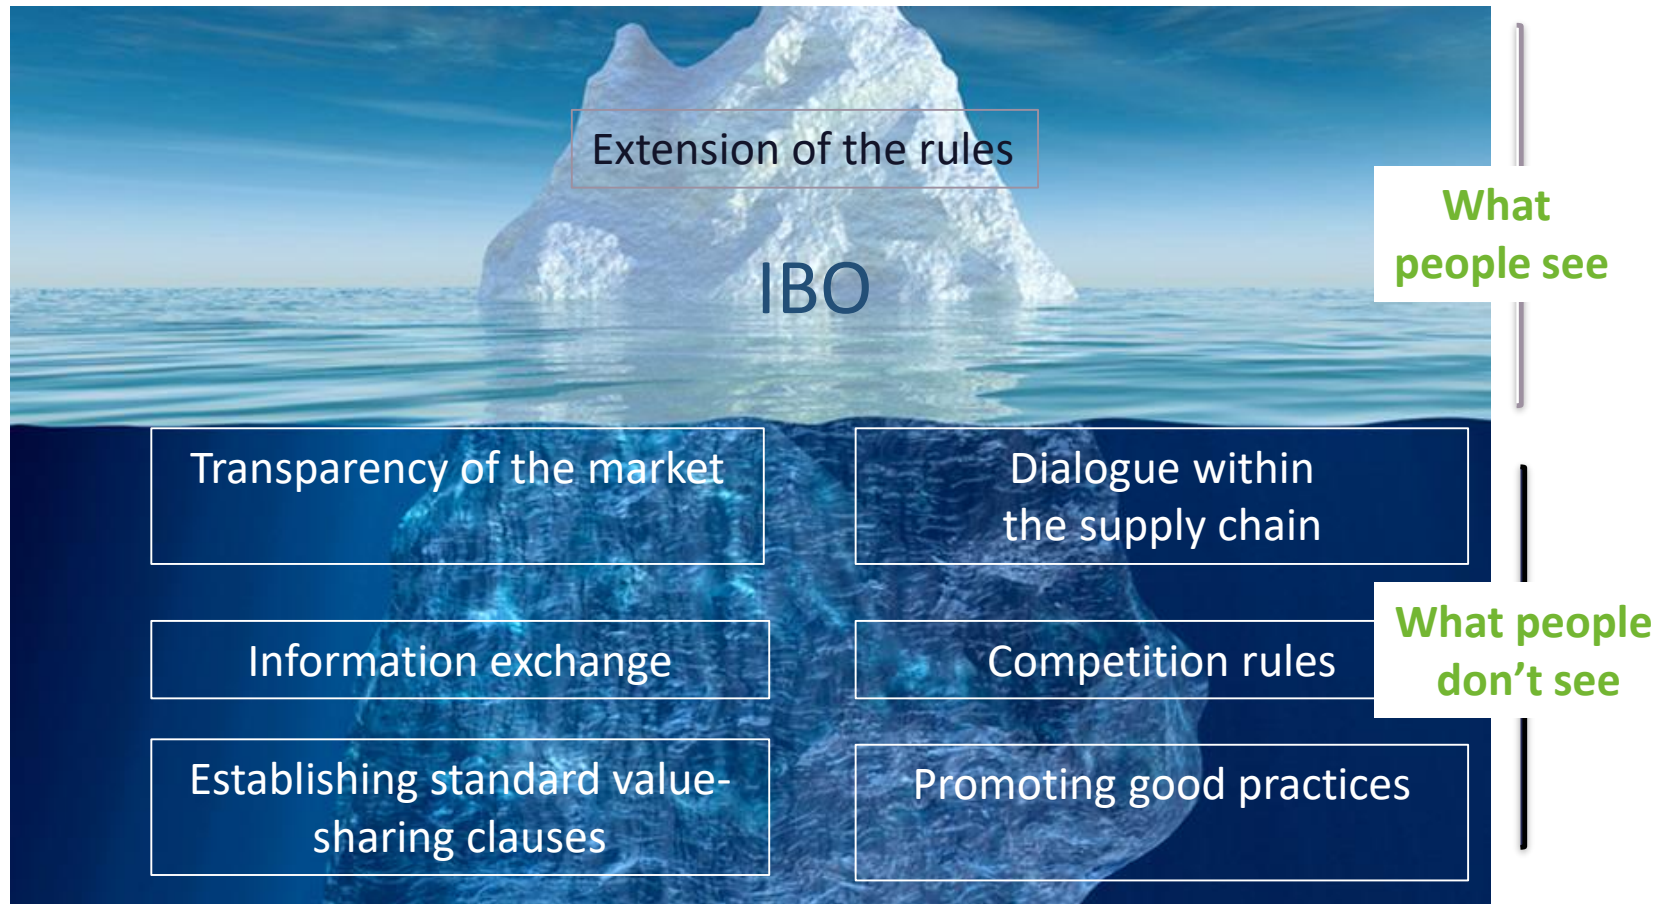 Extension of the rules
What
people see
IBO
Transparency of the market
Dialogue within
the supply chain
Information exchange
Competition rules
What people
don’t see
Establishing standard value-
sharing clauses
Promoting good practices